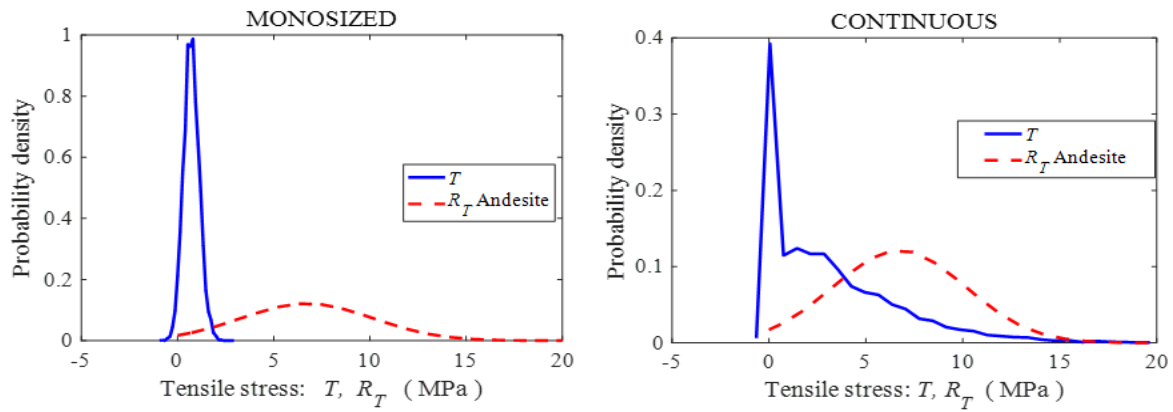 MONOSIZED
Probability density
1
0.8
0.6
0.4
0.2
0
-5
0
5
10
15
20
T
R_T Andesite
Tensile stress: T, R_T ( MPa )
CONTINUOUS
Probability density
0.4
0.3
0.2
0.1
0
-5
0
5
10
15
20
T
R_T Andesite
Tensile stress: T, R_T ( MPa )